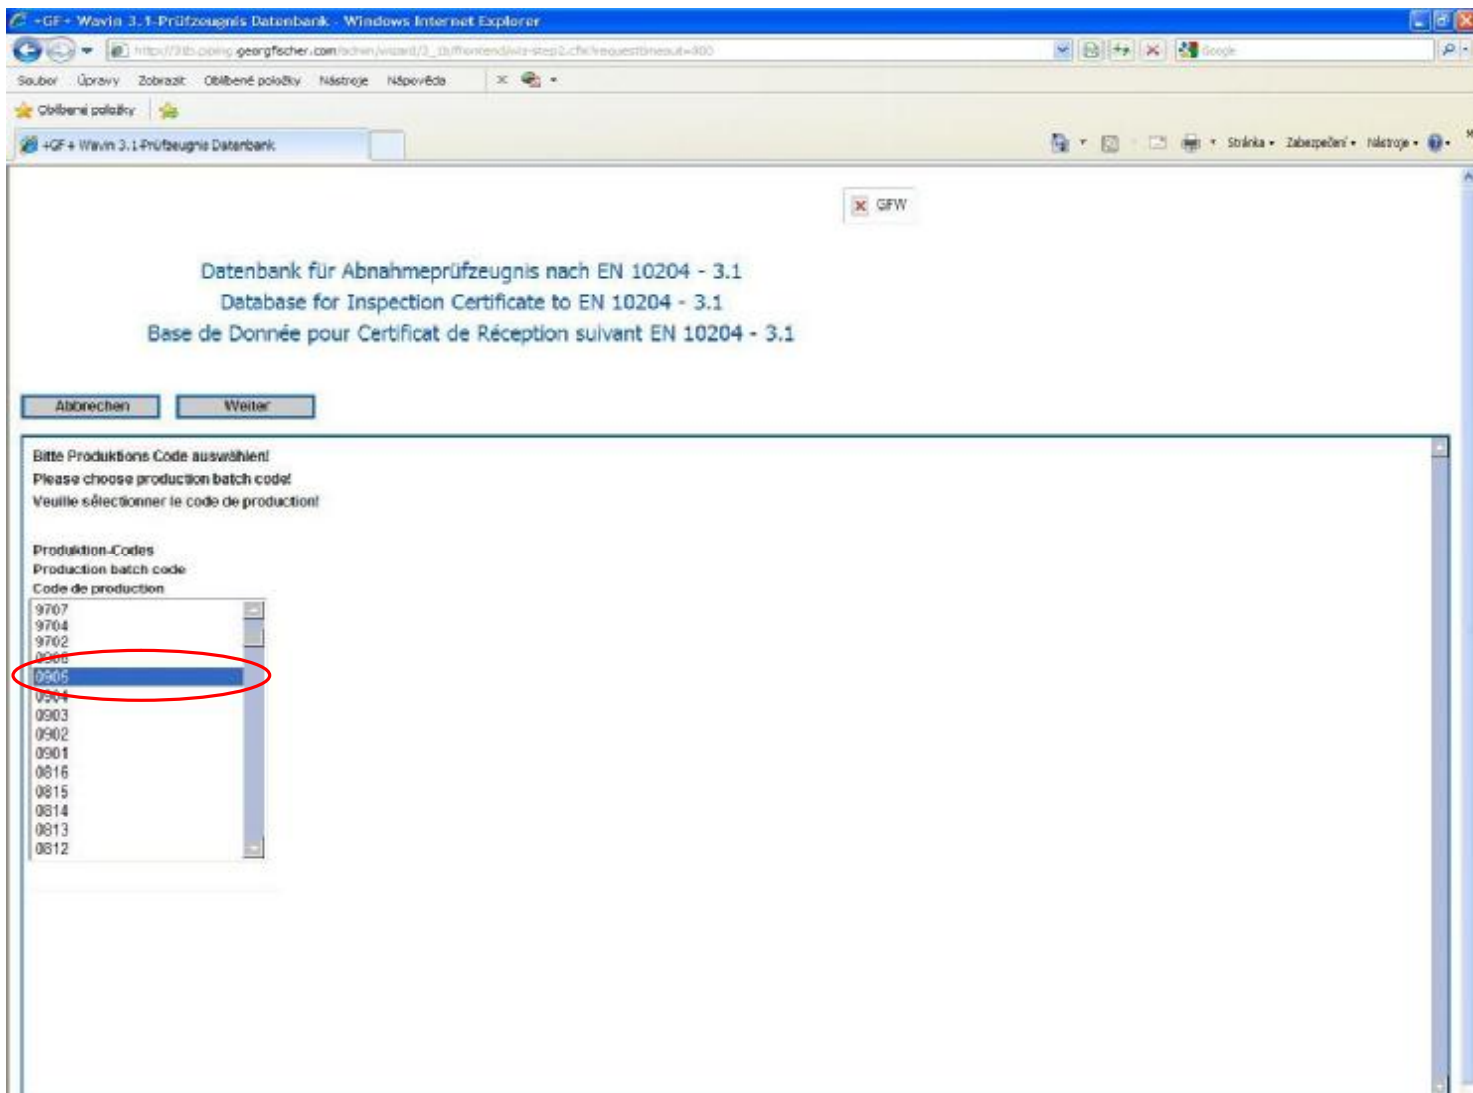 +GF+ Wavin 3.1-Prüfzeugnis Datenbank - Windows Internet Explorer
georgfischer.com
Google
Soubor Úpravy Zobrazit Oblíbené položky Nástroje Nápověda
Oblíbené položky
+GF+ Wavin 3.1-Prüfzeugnis Datenbank
Stránka Zabezpečení Nástroje
GFW
Datenbank für Abnahmeprüfzeugnis nach EN 10204 - 3.1
Database for Inspection Certificate to EN 10204 - 3.1
Base de Donnée pour Certificat de Réception suivant EN 10204 - 3.1
Abbrechen Weiter
Bitte Produktions Code auswählen!
Please choose production batch code!
Veuille sélectionner le code de production!
Produktion-Codes
Production batch code
Code de production
9707
9704
9702
0905
0904
0903
0902
0901
0816
0815
0814
0813
0812